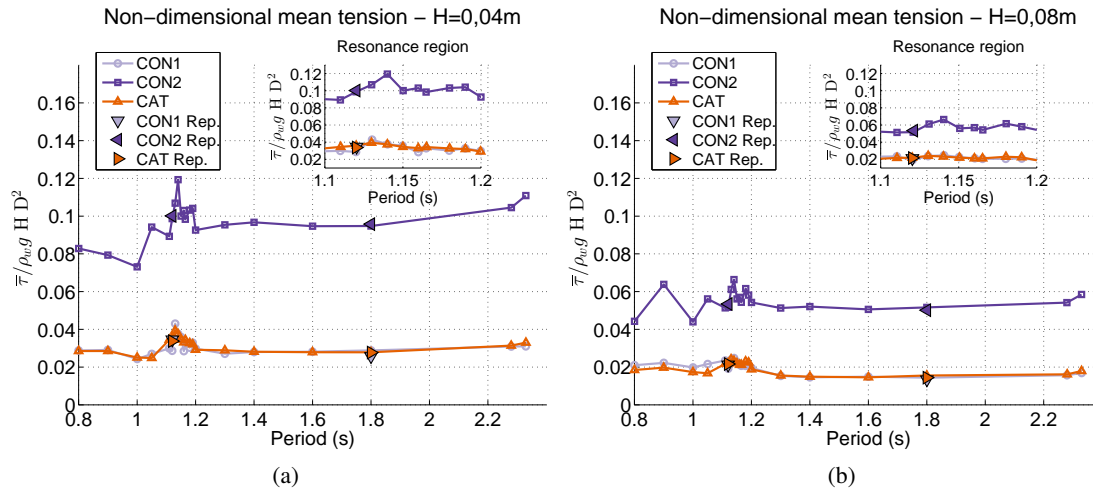 Non-dimensional mean tension − H=0,04m
CON1
CON2
CAT
CON1 Rep.
CON2 Rep.
CAT Rep.
Resonance region
0.12
0.1
0.08
0.06
0.04
0.02
1.1 1.15 1.2
Period (s)
τ̅/ρ_w g H D²
0.16
0.14
0.12
0.1
0.08
0.06
0.04
0.02
0
τ̅/ρ_w g H D²
0.8 1 1.2 1.4 1.6 1.8 2 2.2
Period (s)
(a)
Non-dimensional mean tension − H=0,08m
CON1
CON2
CAT
CON1 Rep.
CON2 Rep.
CAT Rep.
Resonance region
0.12
0.1
0.08
0.06
0.04
0.02
1.1 1.15 1.2
Period (s)
τ̅/ρ_w g H D²
0.16
0.14
0.12
0.1
0.08
0.06
0.04
0.02
0
τ̅/ρ_w g H D²
0.8 1 1.2 1.4 1.6 1.8 2 2.2
Period (s)
(b)